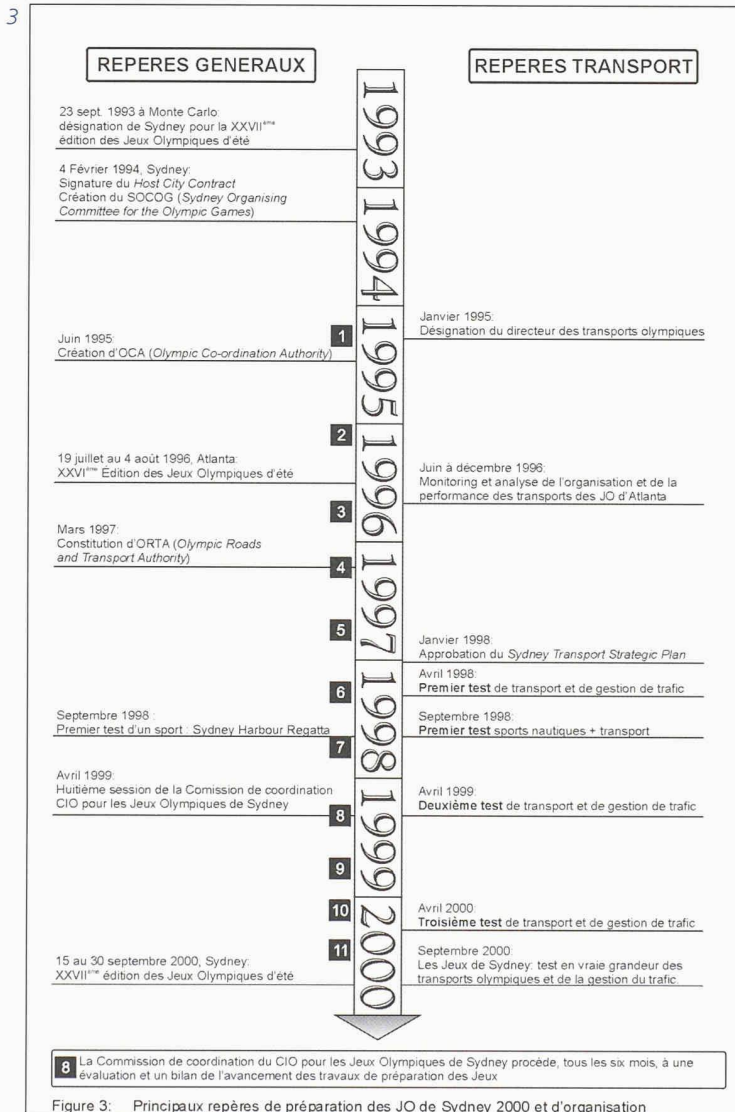 3
REPERES GENERAUX
REPERES TRANSPORT
23 sept. 1993 à Monte Carlo:
désignation de Sydney pour la XXVIIème
édition des Jeux Olympiques d'été
4 Février 1994, Sydney:
Signature du Host City Contract
Création du SOCOG (Sydney Organising
Committee for the Olympic Games)
Juin 1995:
Création d'OCA (Olympic Co-ordination Authority)
19 juillet au 4 août 1996, Atlanta:
XXVIème Édition des Jeux Olympiques d'été
Mars 1997:
Constitution d'ORTA (Olympic Roads
and Transport Authority)
Septembre 1998 :
Premier test d'un sport : Sydney Harbour Regatta
Avril 1999:
Huitième session de la Comission de coordination
CIO pour les Jeux Olympiques de Sydney
15 au 30 septembre 2000, Sydney:
XXVIIème édition des Jeux Olympiques d'été
1
2
3
4
5
6
7
8
9
10
11
1993
1994
1995
1996
1997
1998
1999
2000
Janvier 1995:
Désignation du directeur des transports olympiques
Juin à décembre 1996:
Monitoring et analyse de l'organisation et de la
performance des transports des JO d'Atlanta
Janvier 1998:
Approbation du Sydney Transport Strategic Plan
Avril 1998:
Premier test de transport et de gestion de trafic
Septembre 1998:
Premier test sports nautiques + transport
Avril 1999:
Deuxième test de transport et de gestion de trafic
Avril 2000:
Troisième test de transport et de gestion de trafic
Septembre 2000:
Les Jeux de Sydney: test en vraie grandeur des
transports olympiques et de la gestion du trafic.
8 La Commission de coordination du CIO pour les Jeux Olympiques de Sydney procède, tous les six mois, à une
évaluation et un bilan de l'avancement des travaux de préparation des Jeux
Figure 3: Principaux repères de préparation des JO de Sydney 2000 et d'organisation